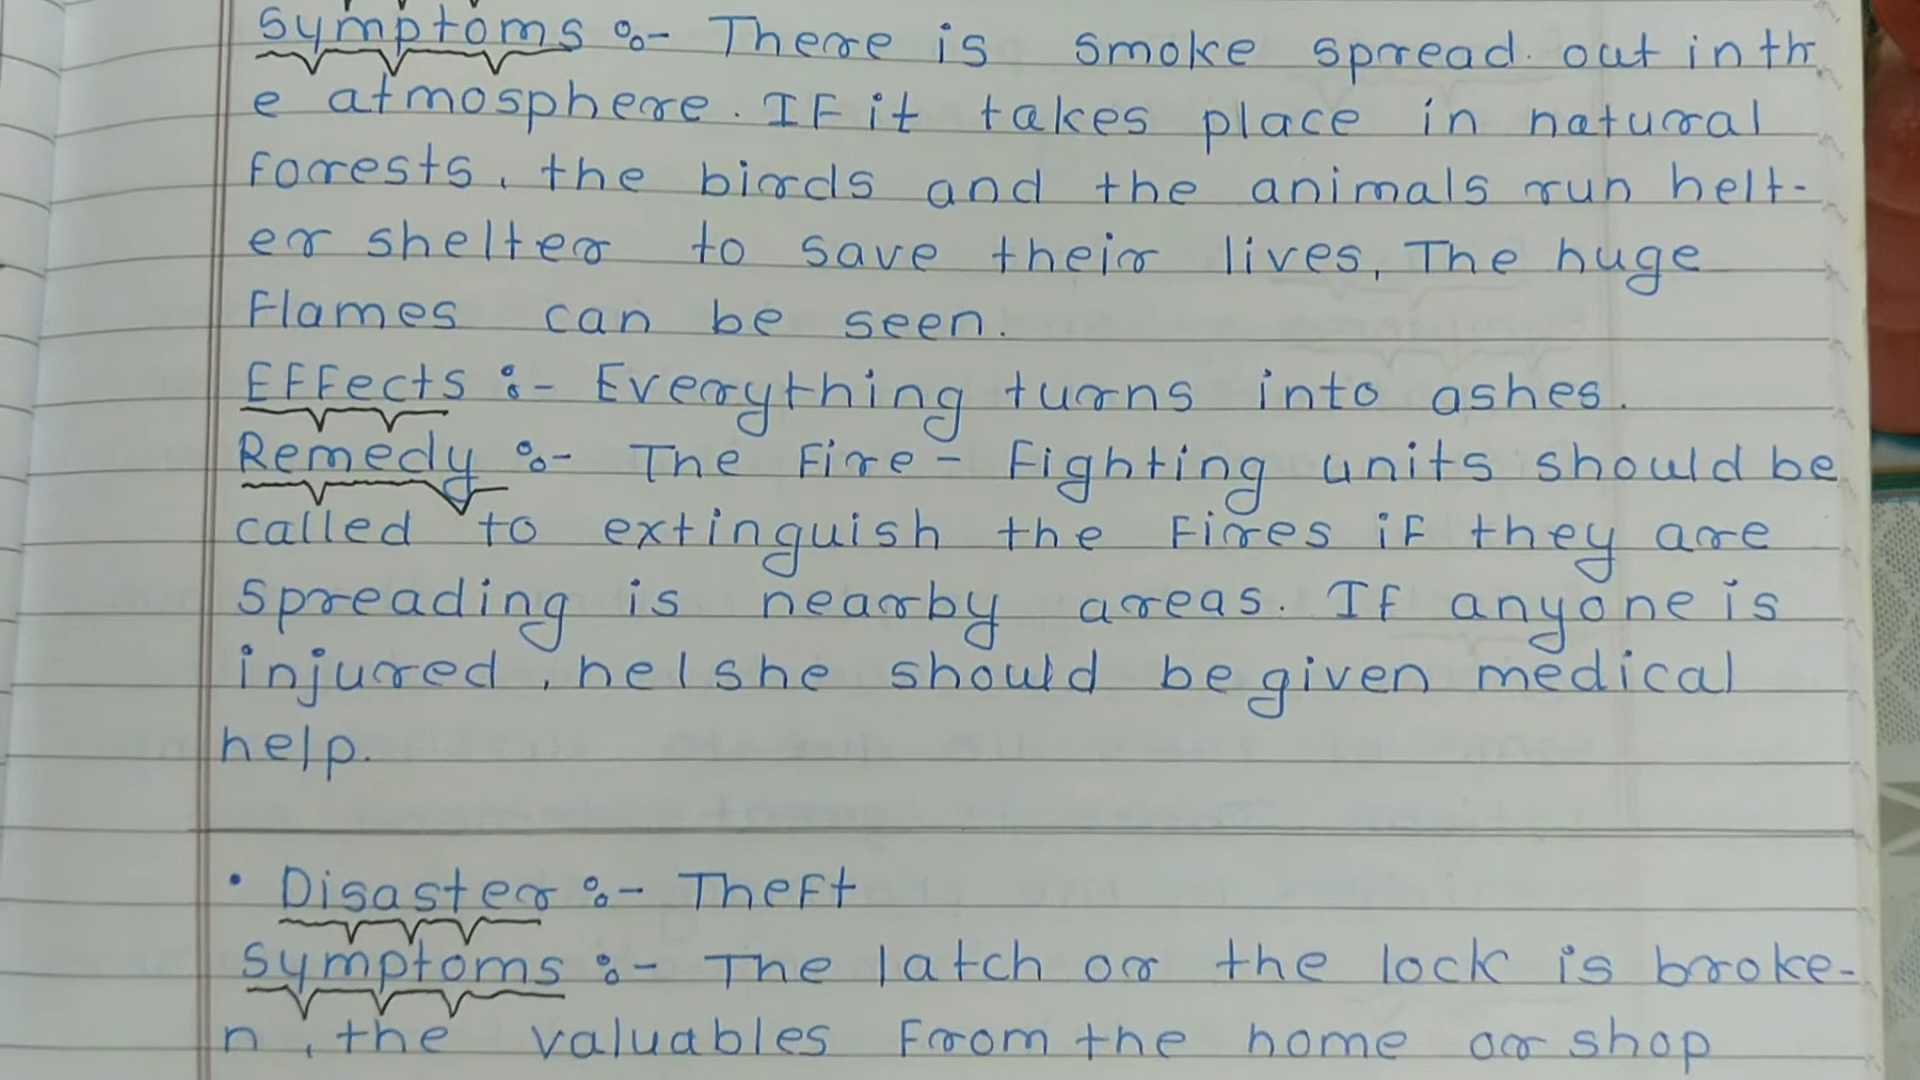 Symptoms :- There is smoke spread. out in th
e atmosphere. If it takes place in natural
forests, the birds and the animals run helt-
er shelter to save their lives, The huge
flames can be seen.
Effects :- Everything turns into ashes.
Remedy :- The fire - fighting units should be
called to extinguish the fires if they are
spreading is nearby areas. If anyone is
injured, he/she should be given medical
help.
• Disaster :- Theft
Symptoms :- The latch or the lock is broke-
n, the valuables from the home or shop